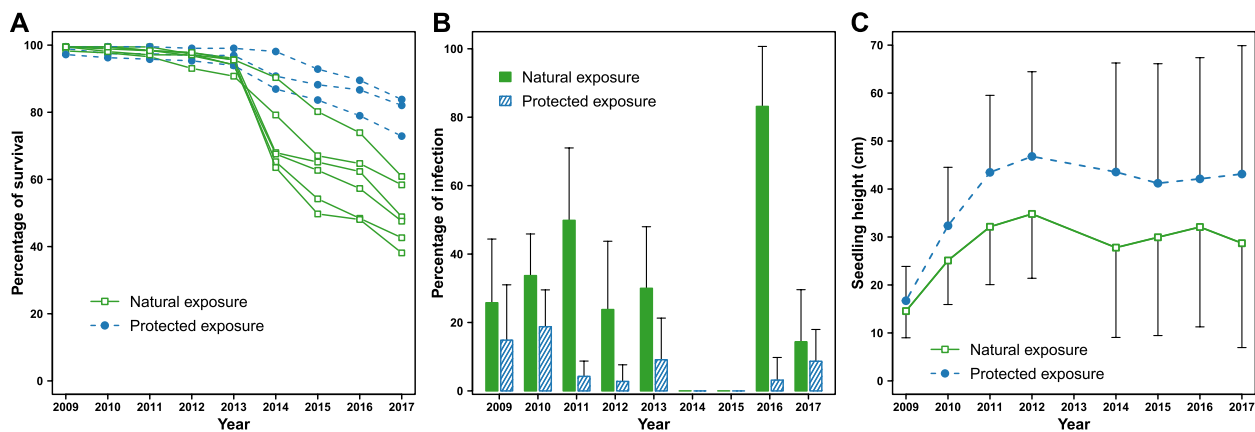 A
Percentage of survival
100
80
60
40
20
0
Natural exposure
Protected exposure
2009 2010 2011 2012 2013 2014 2015 2016 2017
Year
B
Percentage of infection
100
80
60
40
20
0
Natural exposure
Protected exposure
2009 2010 2011 2012 2013 2014 2015 2016 2017
Year
C
Seedling height (cm)
70
60
50
40
30
20
10
0
Natural exposure
Protected exposure
2009 2010 2011 2012 2013 2014 2015 2016 2017
Year